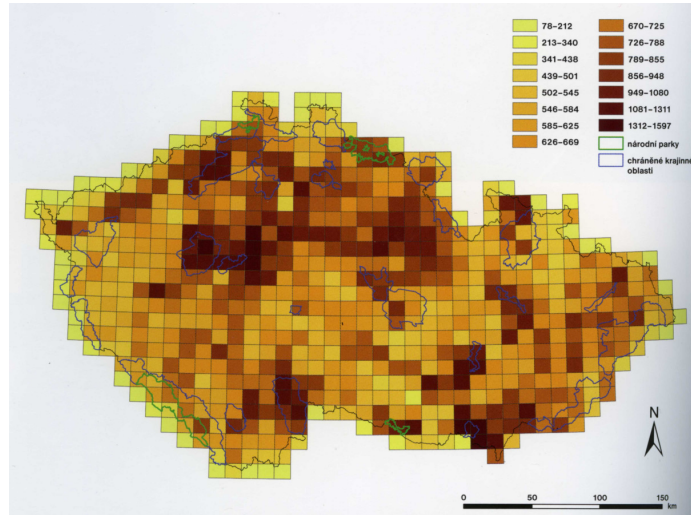 78–212
213–340
341–438
439–501
502–545
546–584
585–625
626–669
670–725
726–788
789–855
856–948
949–1080
1081–1311
1312–1597
národní parky
chráněné krajinné
oblasti
N
0 50 100 150
km